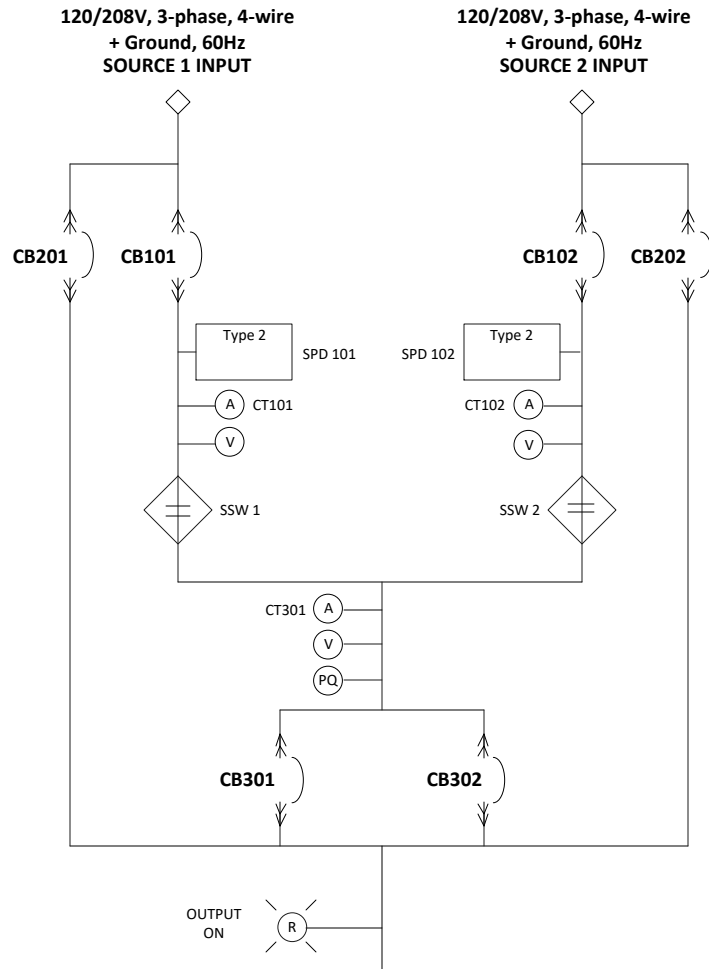 120/208V, 3-phase, 4-wire
+ Ground, 60Hz
SOURCE 1 INPUT
120/208V, 3-phase, 4-wire
+ Ground, 60Hz
SOURCE 2 INPUT
CB201
CB101
CB102
CB202
Type 2
SPD 101
SPD 102
Type 2
A
CT101
CT102
A
V
V
SSW 1
SSW 2
CT301
A
V
PQ
CB301
CB302
OUTPUT
ON
R